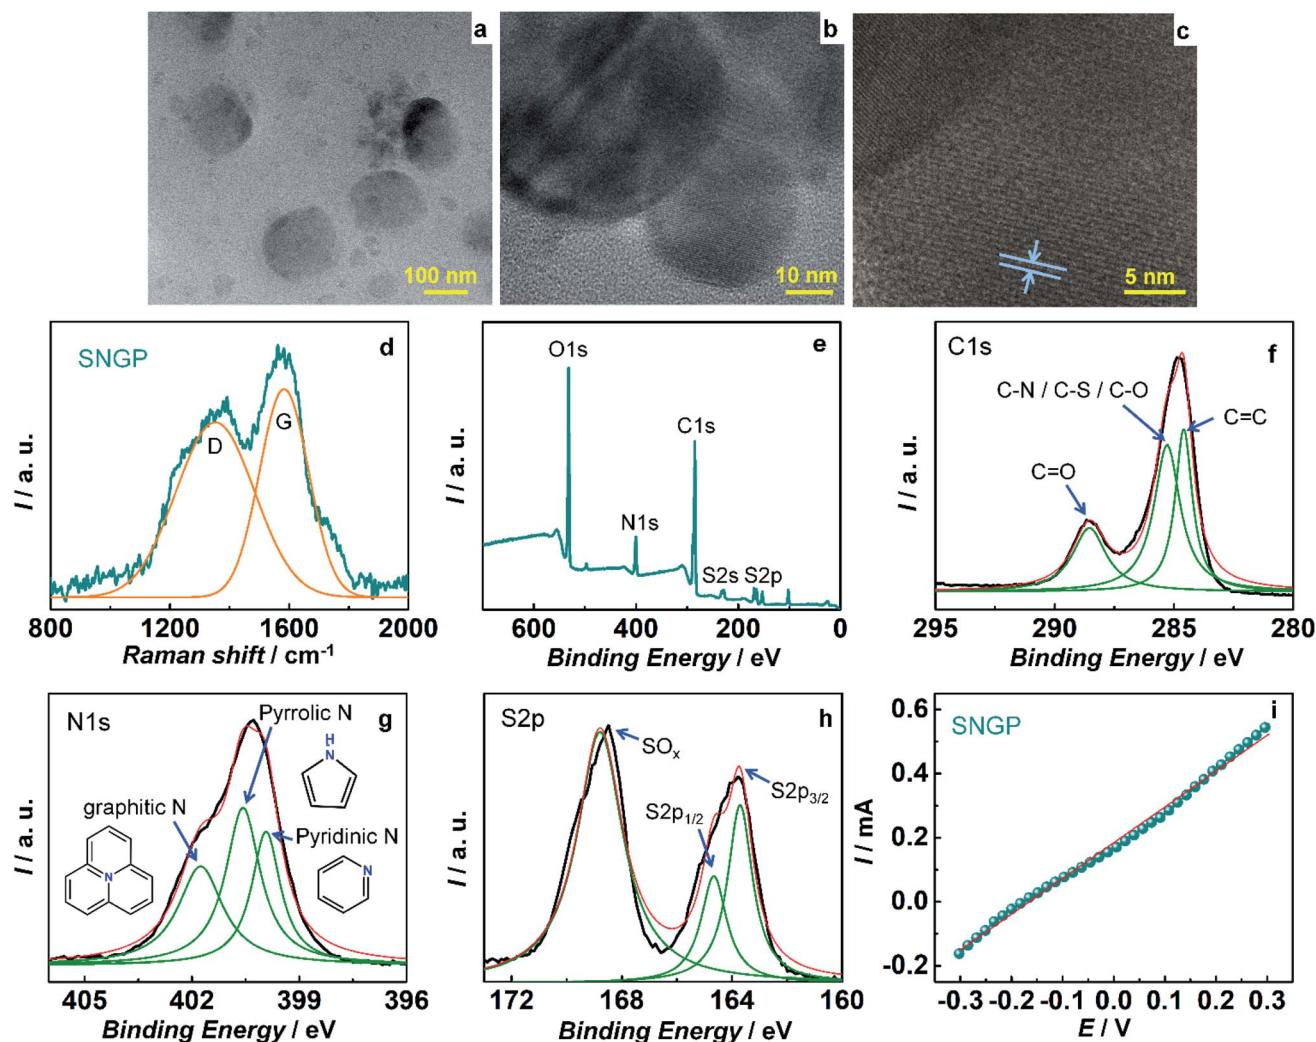 a
b
c
100 nm
10 nm
5 nm
SNGP
d
D
G
I / a. u.
800
1200
1600
2000
Raman shift / cm-1
e
O1s
C1s
N1s
S2s
S2p
I / a. u.
600
400
200
0
Binding Energy / eV
C1s
f
C-N / C-S / C-O
C=C
C=O
I / a. u.
295
290
285
280
Binding Energy / eV
N1s
g
Pyrrolic N
H
N
graphitic N
Pyridinic N
N
N
I / a. u.
405
402
399
396
Binding Energy / eV
S2p
h
SOx
S2p1/2
S2p3/2
I / a. u.
172
168
164
160
Binding Energy / eV
SNGP
i
0.6
0.4
0.2
0.0
-0.2
I / mA
-0.3
-0.2
-0.1
0.0
0.1
0.2
0.3
E / V